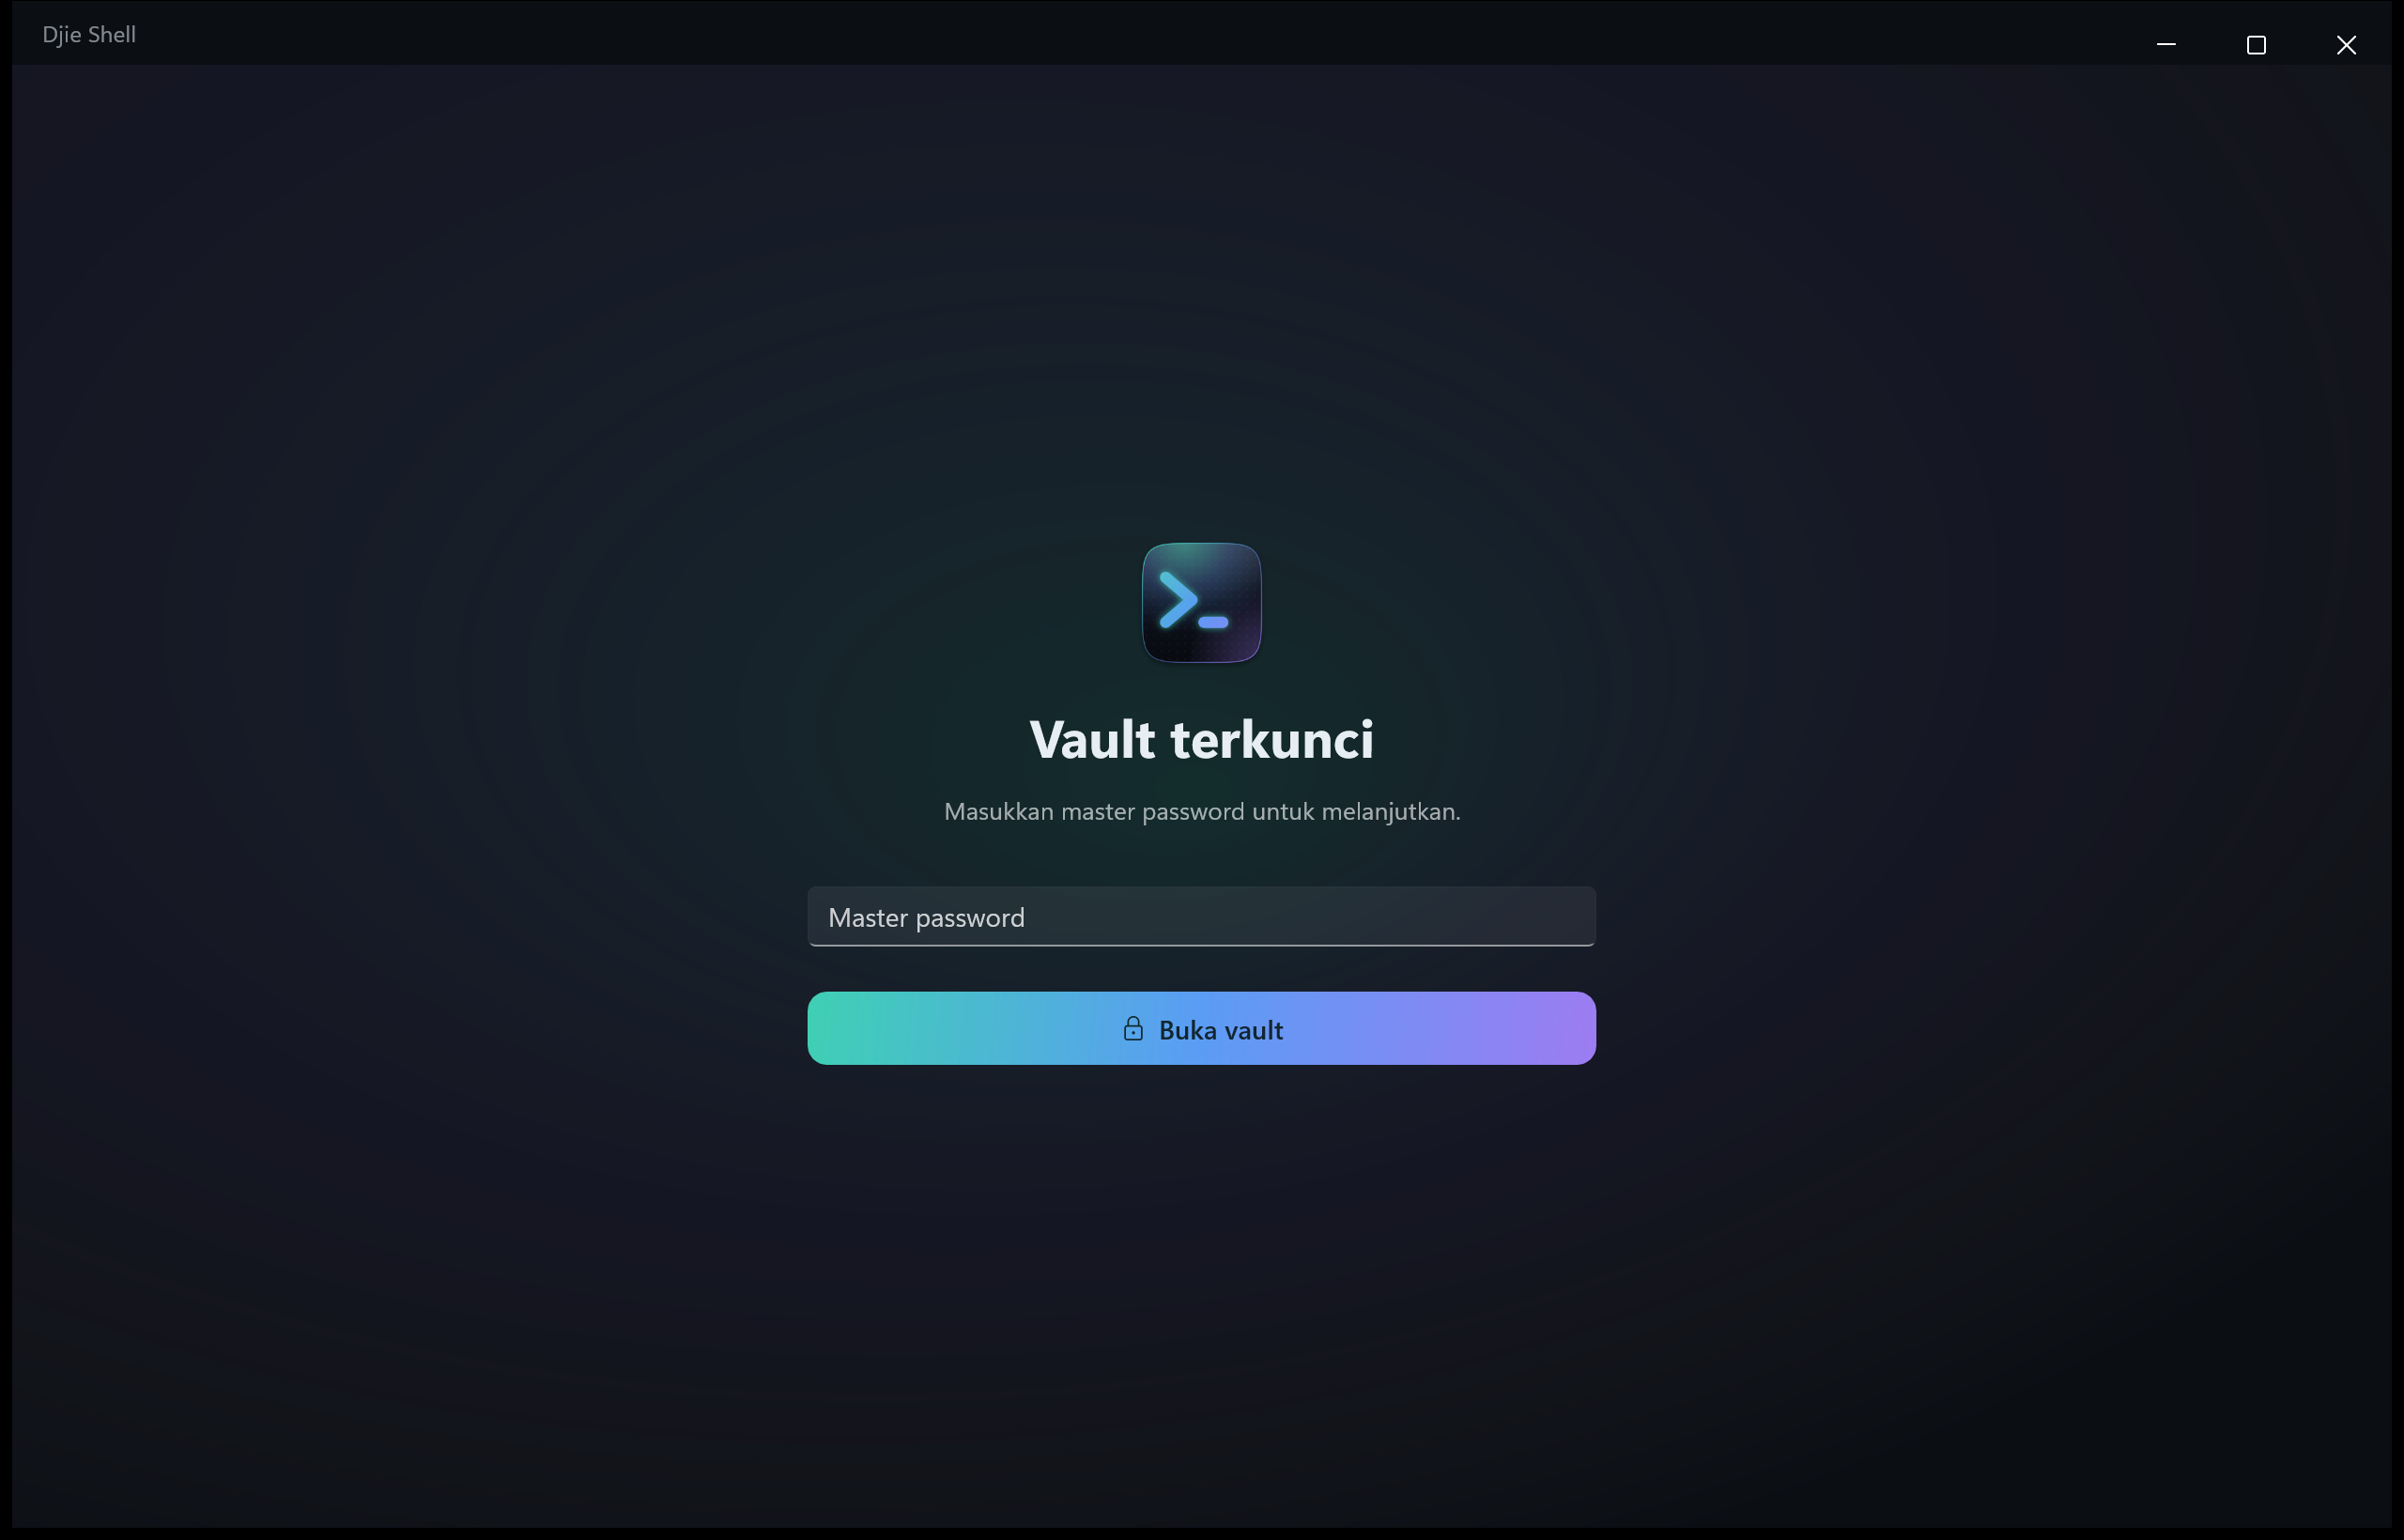 Djie Shell
Vault terkunci
Masukkan master password untuk melanjutkan.
Master password
Buka vault